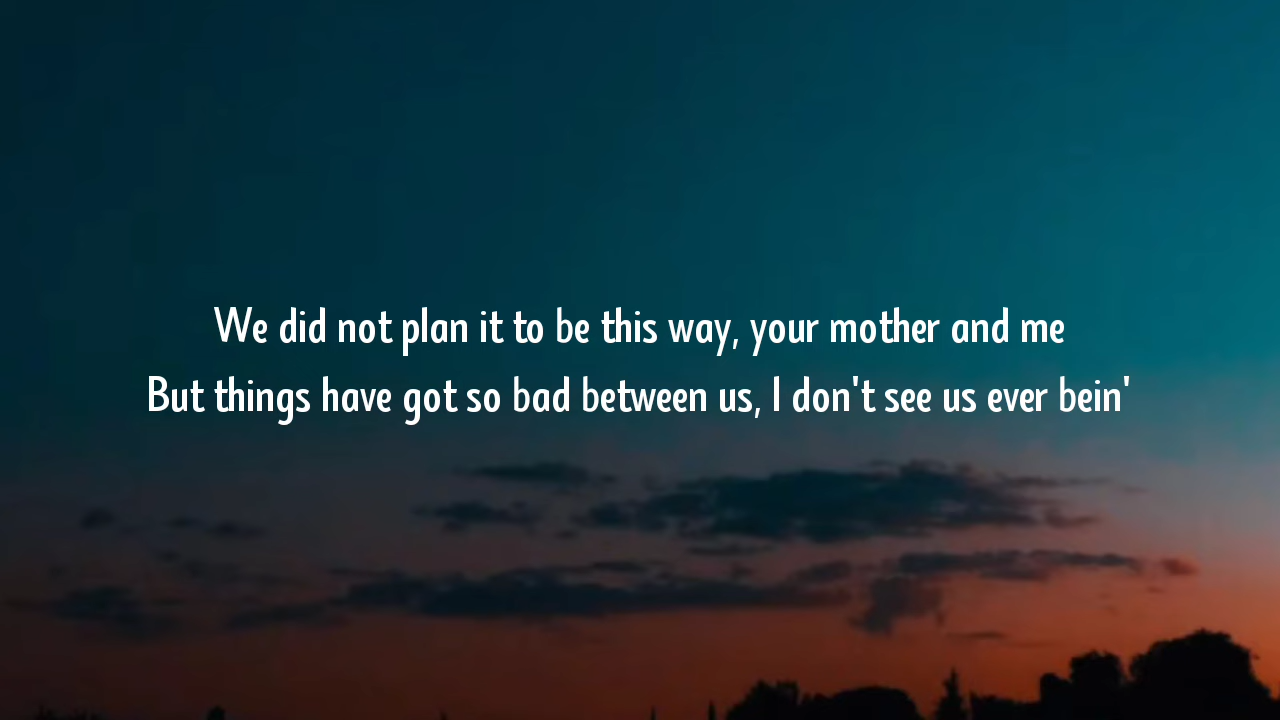 We did not plan it to be this way, your mother and me
But things have got so bad between us, I don't see us ever bein'